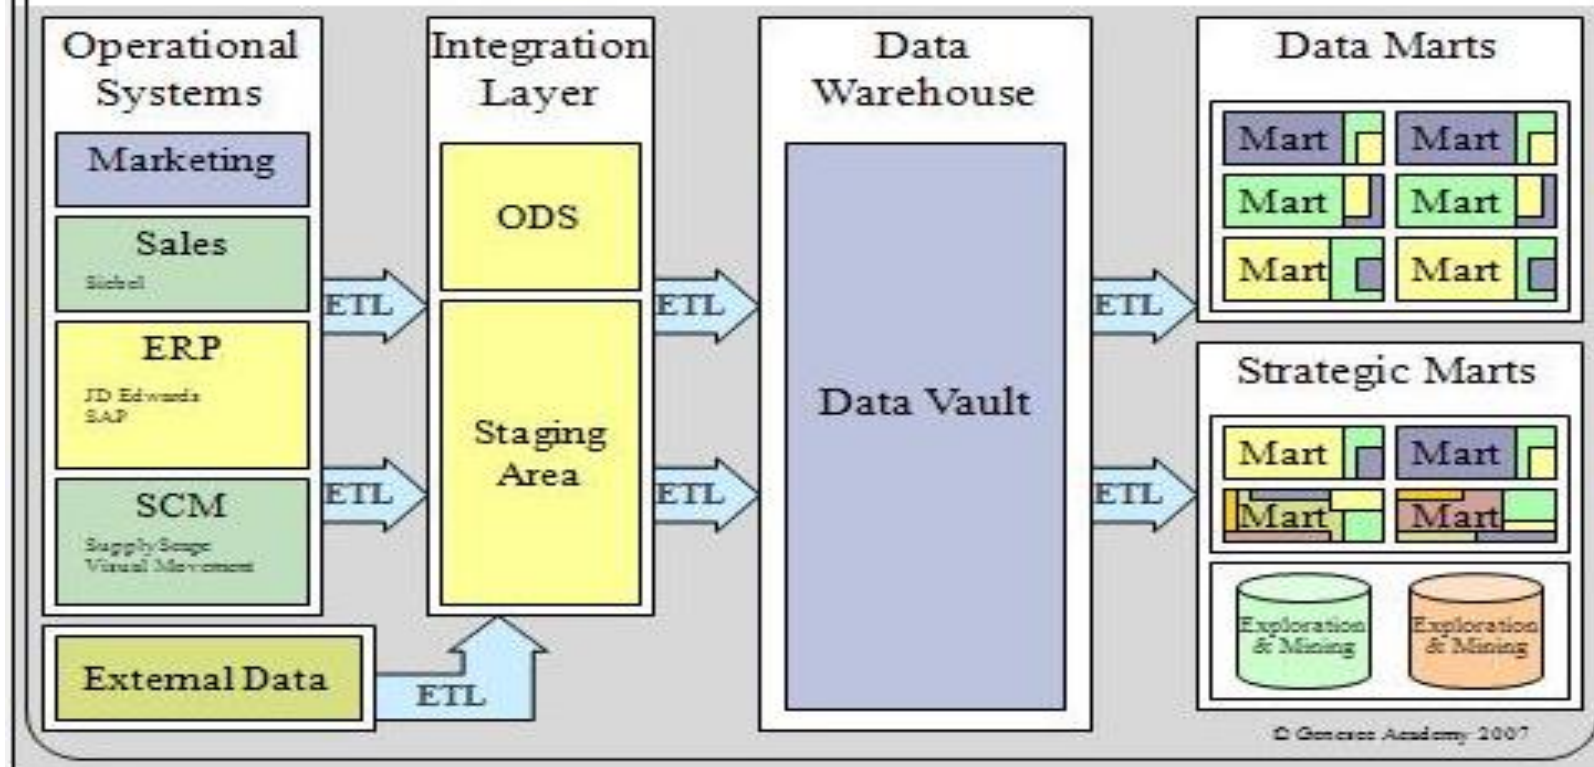 Operational
Systems
Marketing
Sales
Siebel
ERP
JD Edwards
SAP
SCM
SupplyScape
Visual Movement
External Data
ETL
ETL
ETL
Integration
Layer
ODS
Staging
Area
ETL
ETL
Data
Warehouse
Data Vault
ETL
ETL
Data Marts
Mart Mart
Mart Mart
Mart Mart
Strategic Marts
Mart Mart
Mart Mart
Exploration
& Mining
Exploration
& Mining
© Genesee Academy 2007